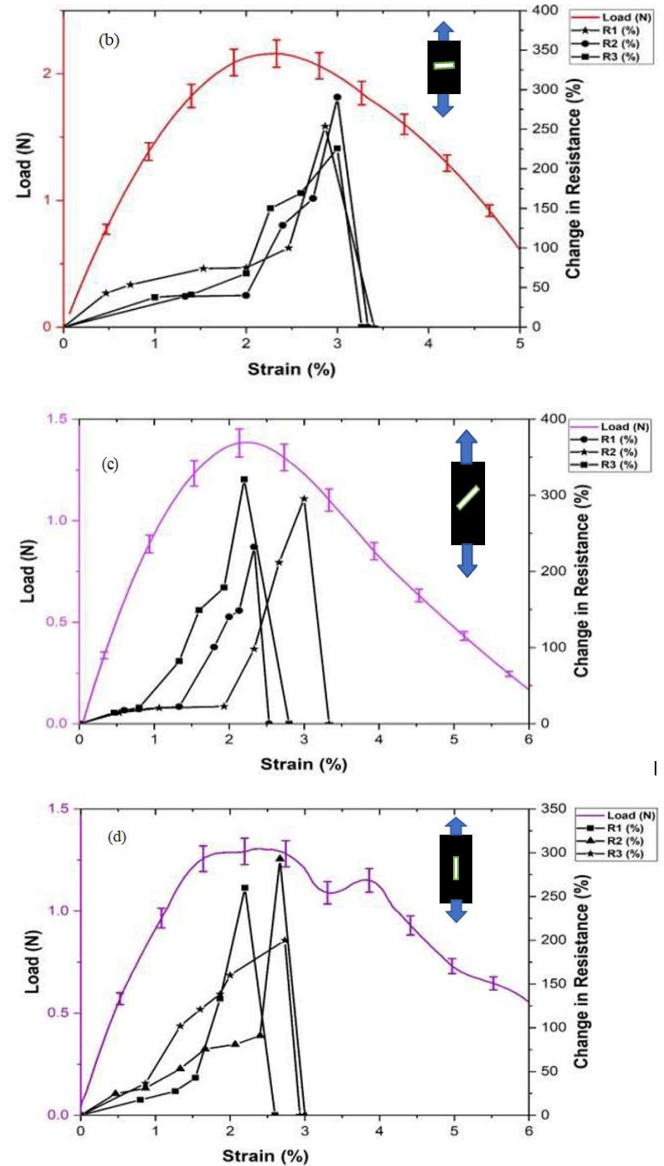 (b)
Load (N)
R1 (%)
R2 (%)
R3 (%)
400
350
300
250
200
150
100
50
0
Change in Resistance (%)
2
1
0
Load (N)
0 1 2 3 4 5
Strain (%)
(c)
Load (N)
R1 (%)
R2 (%)
R3 (%)
400
300
200
100
0
Change in Resistance (%)
1.5
1.0
0.5
0.0
Load (N)
0 1 2 3 4 5 6
Strain (%)
(d)
Load (N)
R1 (%)
R2 (%)
R3 (%)
350
300
250
200
150
100
50
0
Change in Resistance (%)
1.5
1.0
0.5
0.0
Load (N)
0 1 2 3 4 5 6
Strain (%)